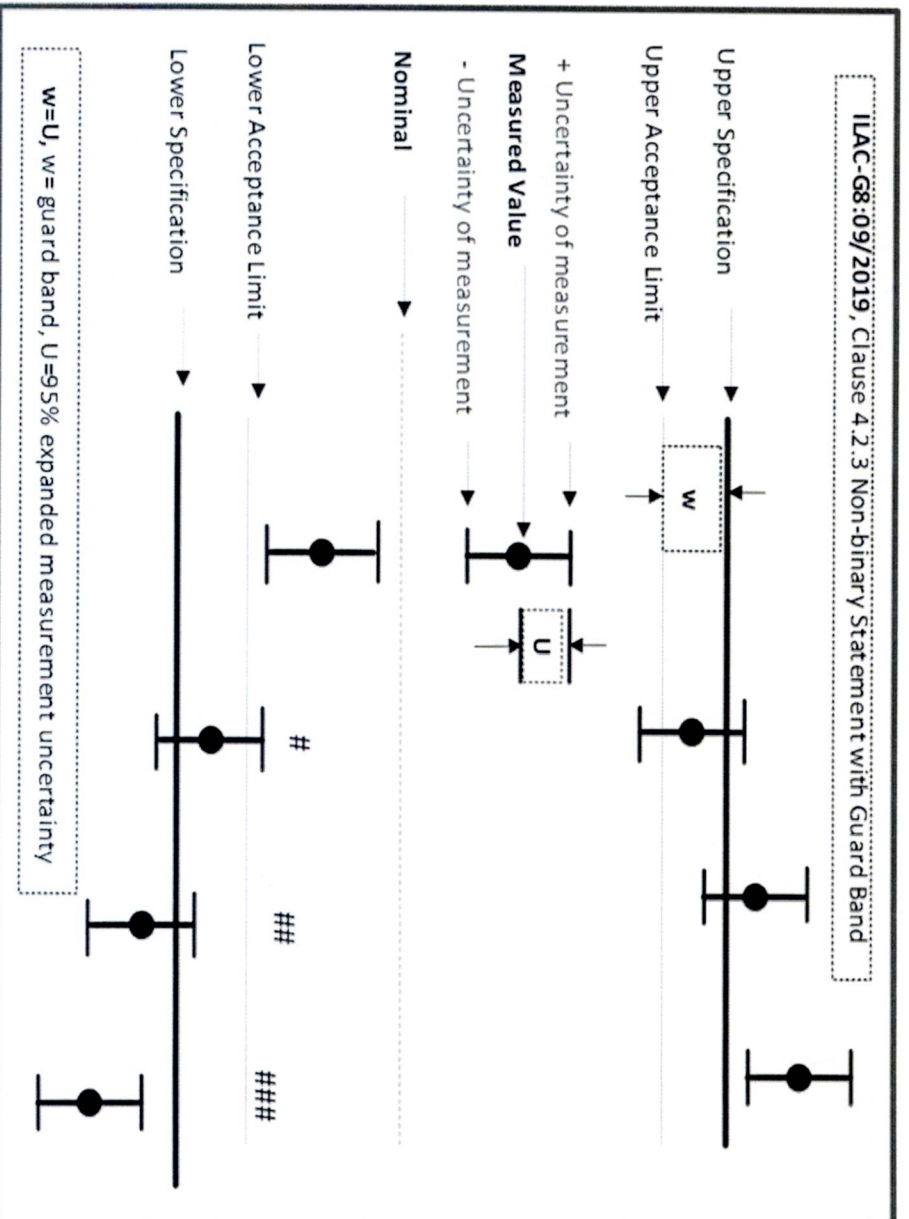 ILAC-G8:09/2019, Clause 4.2.3 Non-binary Statement with Guard Band
Upper Specification
w
Upper Acceptance Limit
+ Uncertainty of measurement
U
Measured Value
- Uncertainty of measurement
Nominal
#
##
###
Lower Acceptance Limit
Lower Specification
w=U, w= guard band, U=95% expanded measurement uncertainty